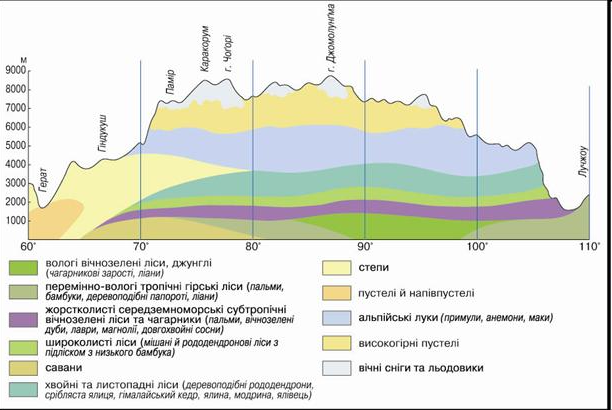 Герат
Гіндукуш
Памір
Каракорум
г. Чогорі
г. Джомолунгма
Лучжоу
м
9000
8000
7000
6000
5000
4000
3000
2000
1000
60°
70°
80°
90°
100°
110°
вологі вічнозелені ліси, джунглі
(чагарникові зарості, ліани)
перемінно-вологі тропічні гірські ліси (пальми,
бамбуки, деревоподібні папороті, ліани)
жорстколисті середземноморські субтропічні
вічнозелені ліси та чагарники (пальми, вічнозелені
дуби, лаври, магнолії, довгохвойні сосни)
широколисті ліси (мішані й рододендронові ліси з
підліском з низького бамбука)
савани
хвойні та листопадні ліси (деревоподібні рододендрони,
срібляста ялиця, гімалайський кедр, ялина, модрина, ялівець)
степи
пустелі й напівпустелі
альпійські луки (примули, анемони, маки)
високогірні пустелі
вічні сніги та льодовики